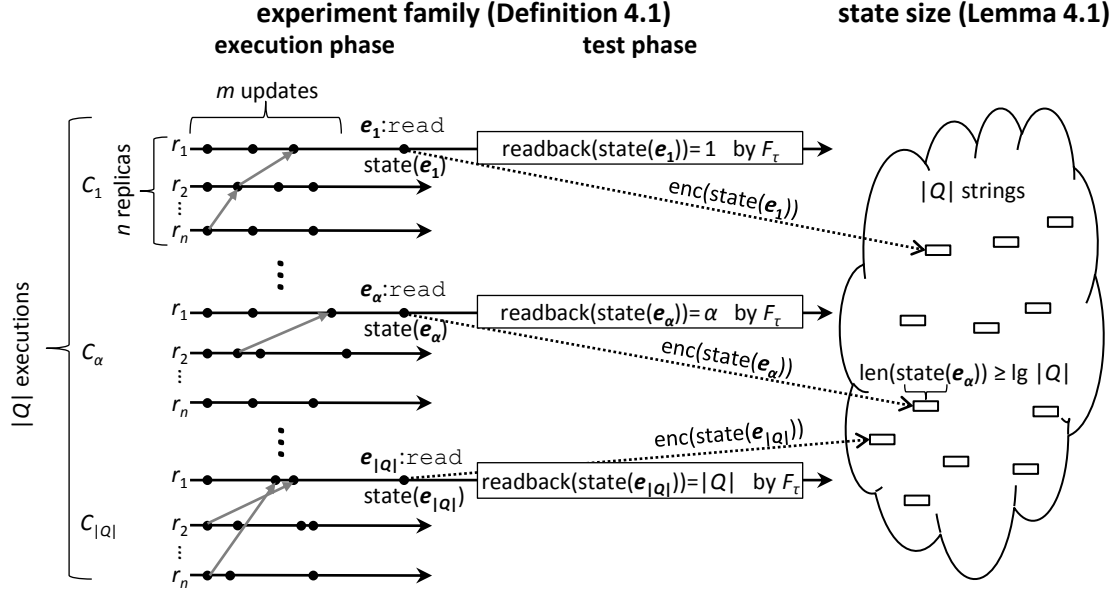 experiment family (Definition 4.1)
state size (Lemma 4.1)
execution phase
test phase
m updates
|Q| executions
C₁
n replicas
r₁
e₁:read
state(e₁)
readback(state(e₁))= 1 by Fτ
enc(state(e₁))
r₂
...
rₙ
|Q| strings
...
Cα
r₁
eα:read
state(eα)
readback(state(eα))= α by Fτ
enc(state(eα))
r₂
...
rₙ
len(state(eα)) ≥ lg |Q|
...
C|Q|
r₁
e|Q|:read
state(e|Q|)
enc(state(e|Q|))
readback(state(e|Q|))=|Q| by Fτ
r₂
...
rₙ